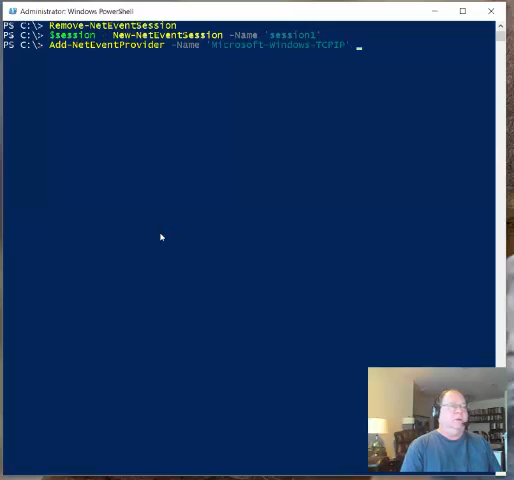 Administrator: Windows PowerShell
PS C:\> Remove-NetEventSession
PS C:\> $session = New-NetEventSession -Name 'session1'
PS C:\> Add-NetEventProvider -Name 'Microsoft-Windows-TCPIP'